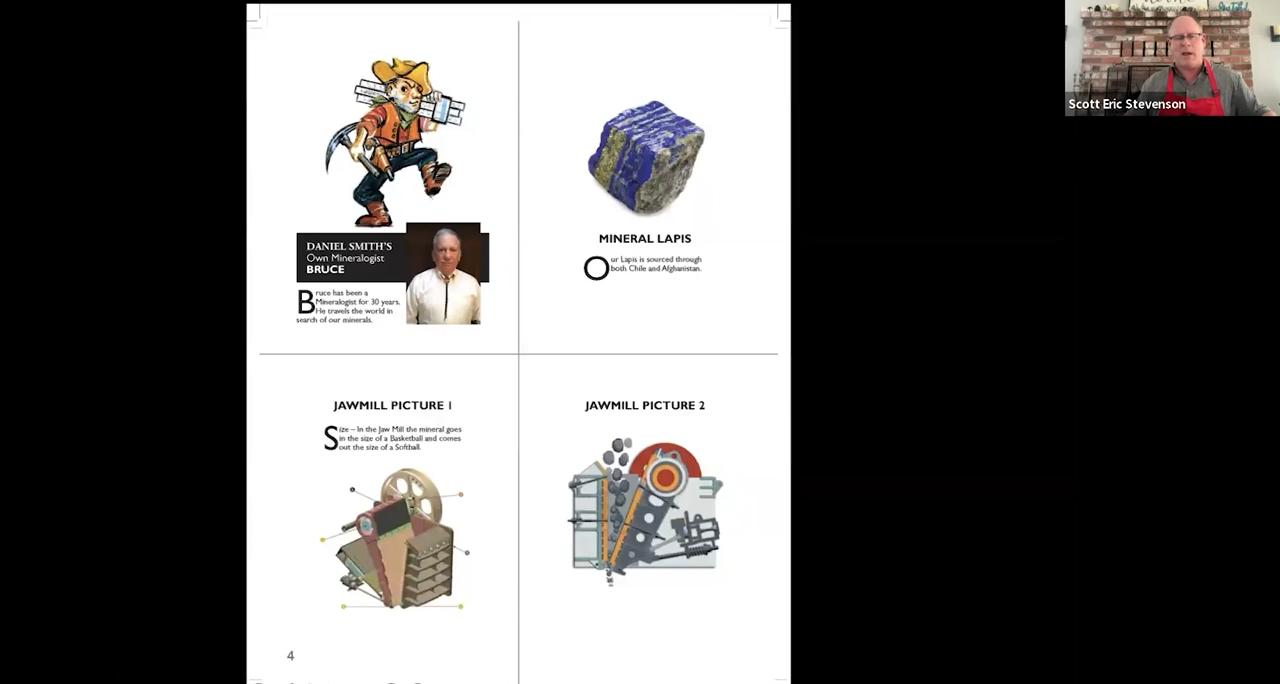 DANIEL SMITH'S
Own Mineralogist
BRUCE
Bruce has been a
Mineralogist for 30 years.
He travels the world in
search of our minerals.
MINERAL LAPIS
Our Lapis is sourced through
both Chile and Afghanistan.
JAWMILL PICTURE 1
Size – In the Jaw Mill the mineral goes
in the size of a Basketball and comes
out the size of a Softball.
JAWMILL PICTURE 2
4
Scott Eric Stevenson